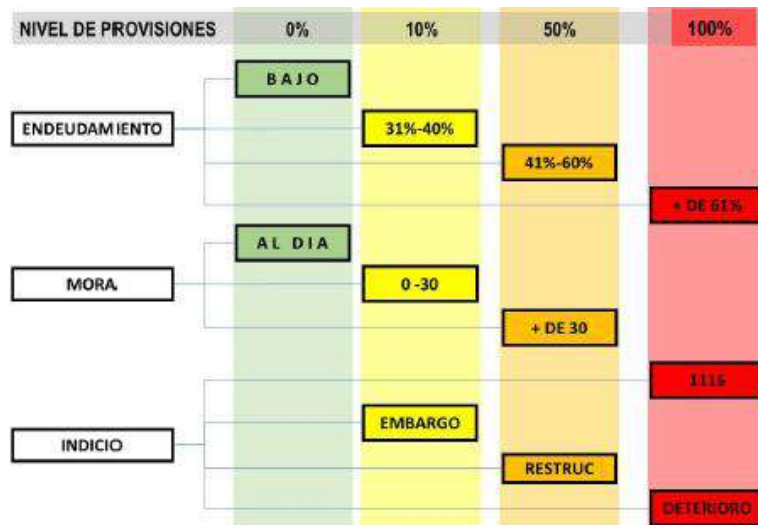 NIVEL DE PROVISIONES 0% 10% 50% 100%
BAJO
ENDEUDAMIENTO 31%-40%
41%-60%
+ DE 61%
AL DIA
MORA 0 -30
+ DE 30
1116
EMBARGO
INDICIO
RESTRUC
DETERIORO